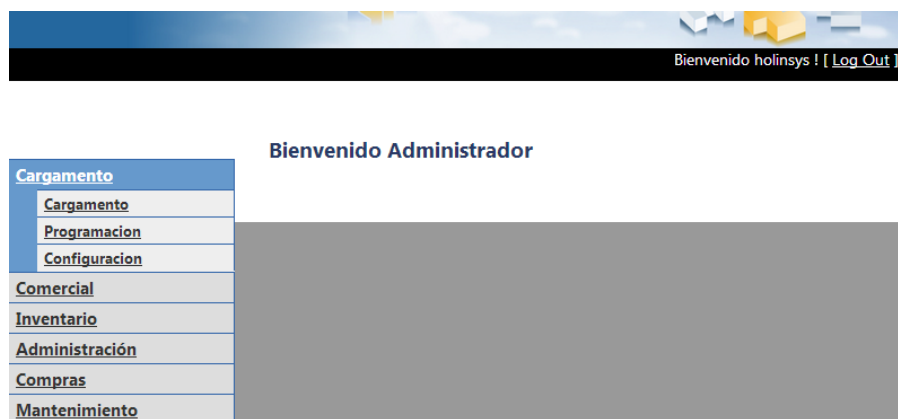 Bienvenido holinsys ! [ Log Out ]
Bienvenido Administrador
Cargamento
Cargamento
Programacion
Configuracion
Comercial
Inventario
Administración
Compras
Mantenimiento